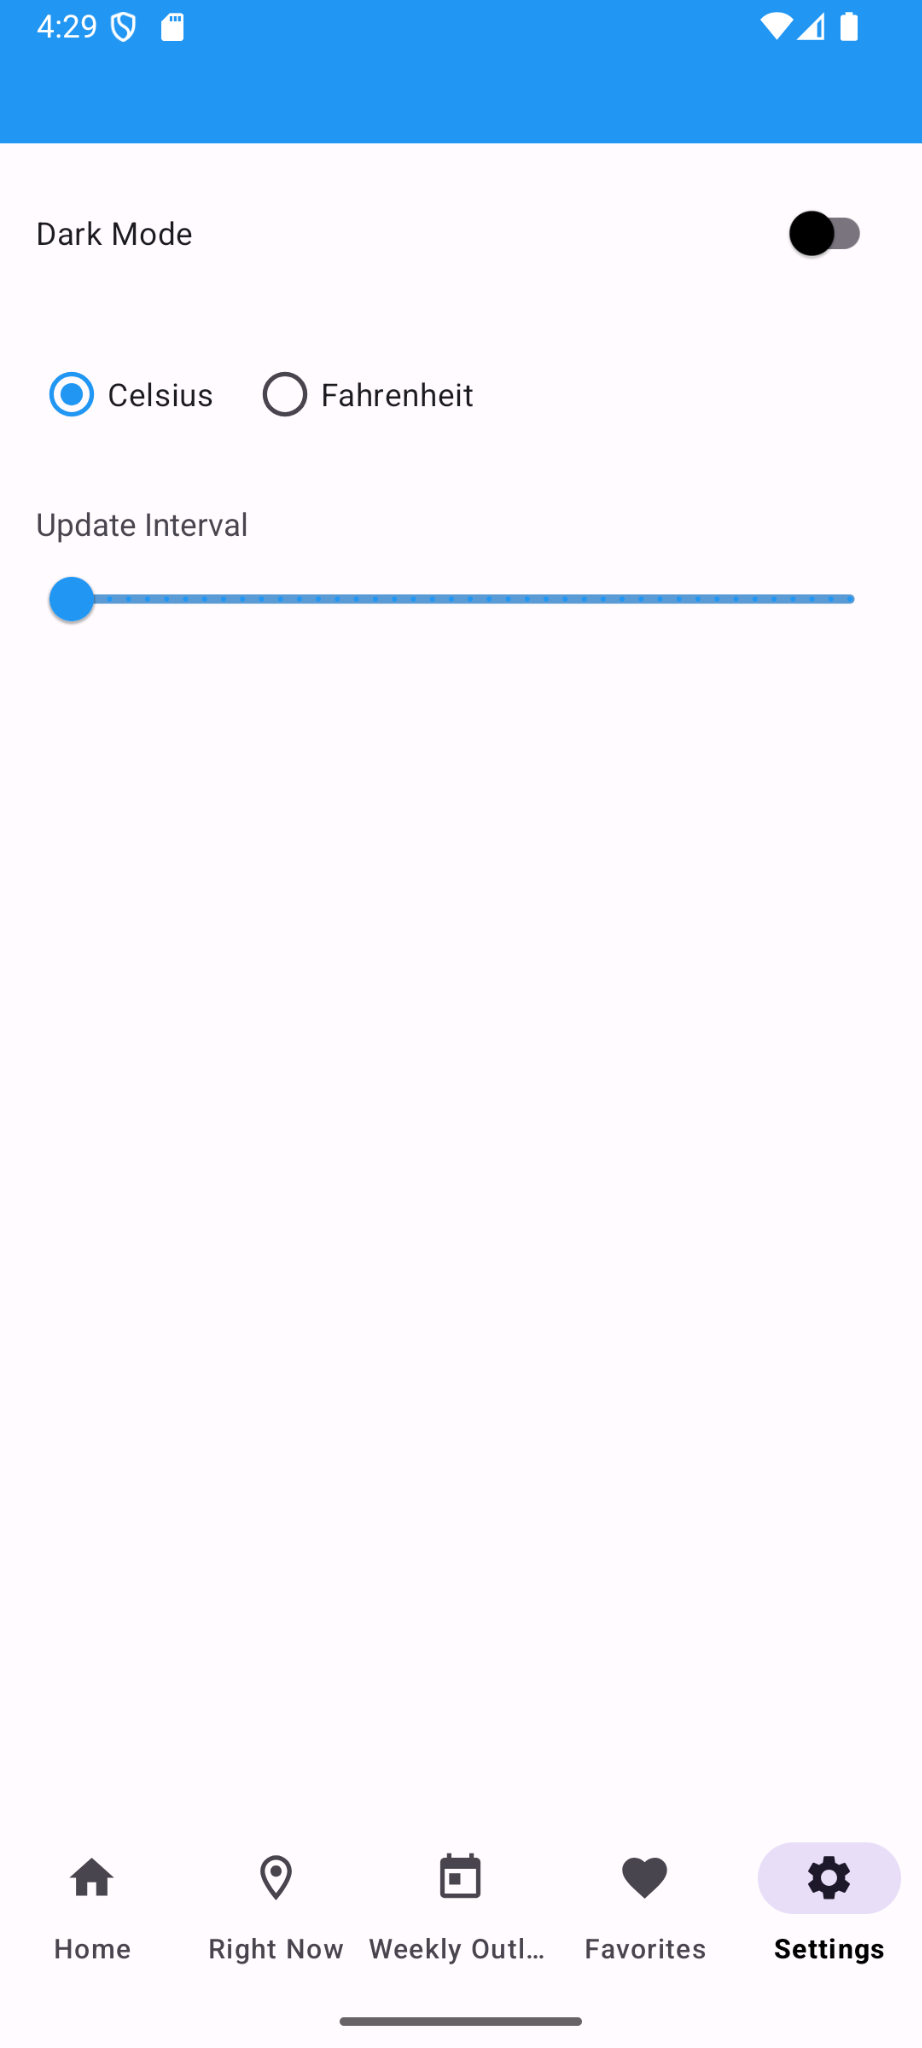 4:29
Dark Mode
Celsius Fahrenheit
Update Interval
Home Right Now Weekly Outl... Favorites Settings